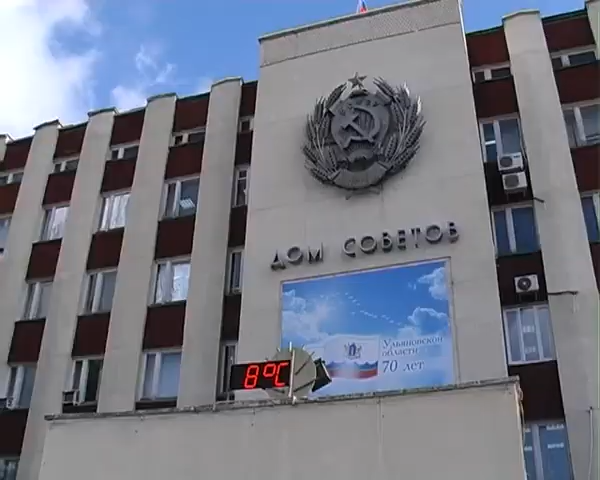 ДОМ СОВЕТОВ
Ульяновской
области
70 лет
8°C